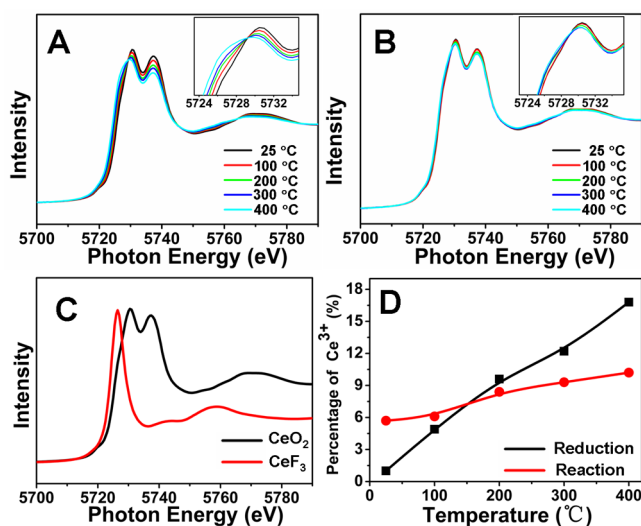 A
Intensity
5724 5728 5732
25 °C
100 °C
200 °C
300 °C
400 °C
5700 5720 5740 5760 5780
Photon Energy (eV)
B
Intensity
5724 5728 5732
25 °C
100 °C
200 °C
300 °C
400 °C
5700 5720 5740 5760 5780
Photon Energy (eV)
C
Intensity
CeO2
CeF3
5700 5720 5740 5760 5780
Photon Energy (eV)
D
Percentage of Ce3+ (%)
18
15
12
9
6
3
0
Reduction
Reaction
0 100 200 300 400
Temperature (℃)